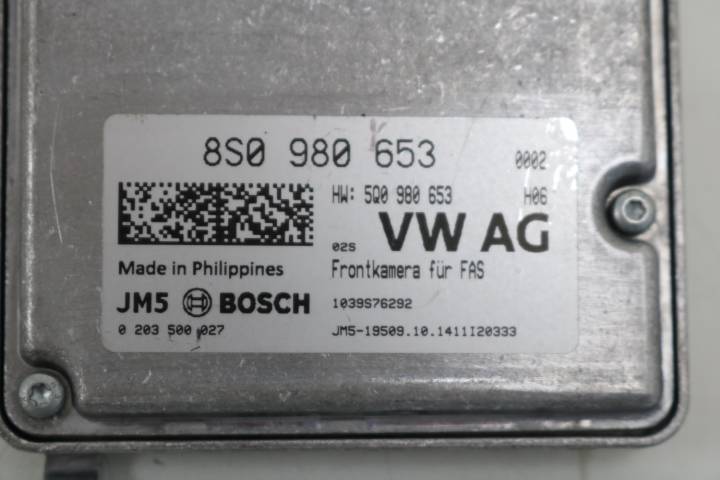 8S0 980 653 0002
HW: 5Q0 980 653 H06
02S VW AG
Made in Philippines Frontkamera für FAS
JM5 BOSCH 1039S76292
0 203 500 027 JM5-19509.10.1411I20333